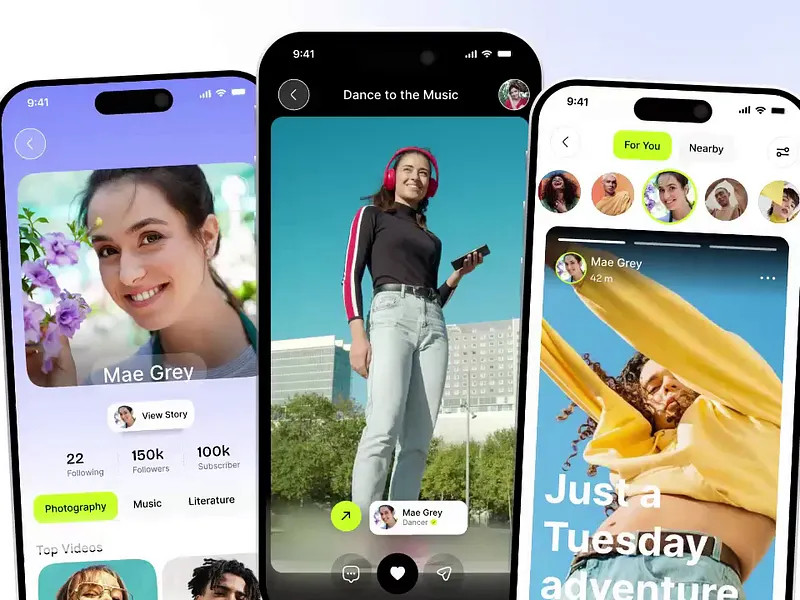 9:41
Mae Grey
View Story
22
Following
150k
Followers
100k
Subscriber
Photography
Music
Literature
Top Videos
9:41
Dance to the Music
Mae Grey
Dancer
9:41
For You
Nearby
Mae Grey
42 m
Just a
Tuesday
adventure